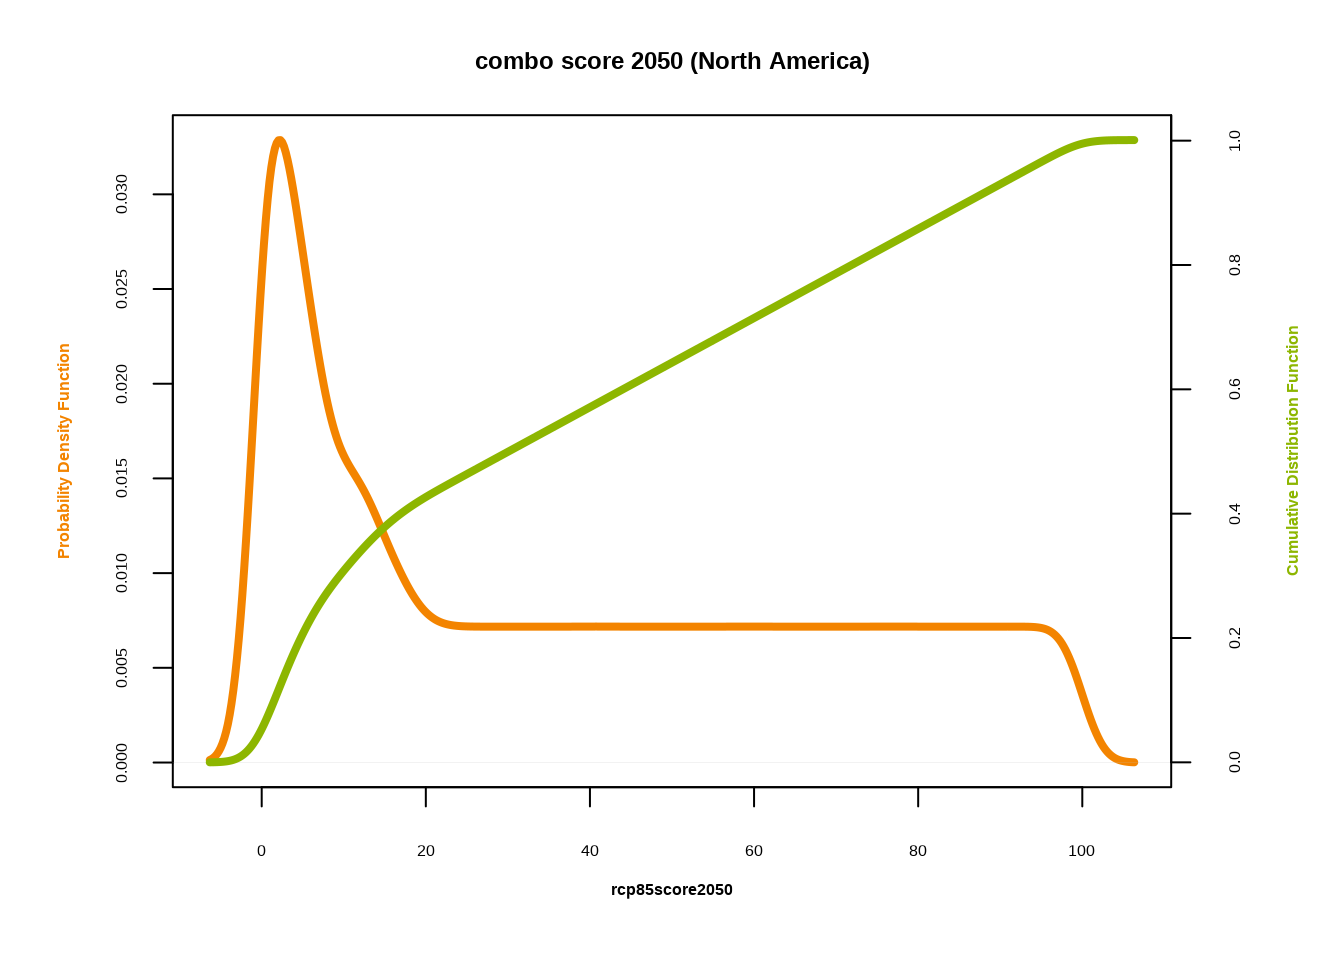 combo score 2050 (North America)
Probability Density Function
0.030
0.025
0.020
0.015
0.010
0.005
0.000
1.0
0.8
0.6
0.4
0.2
0.0
Cumulative Distribution Function
0 20 40 60 80 100
rcp85score2050